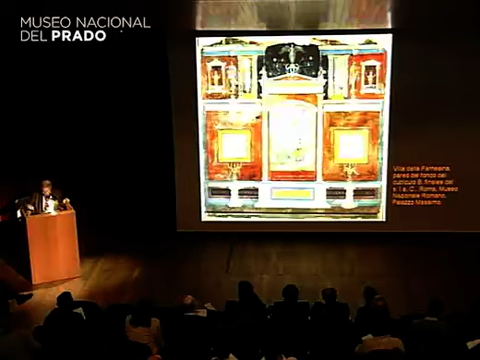 MUSEO NACIONAL
DEL PRADO
Villa della Farnesina,
pared del fondo del
cubículo B, finales del
s. I a. C., Roma, Museo
Nazionale Romano,
Palazzo Massimo